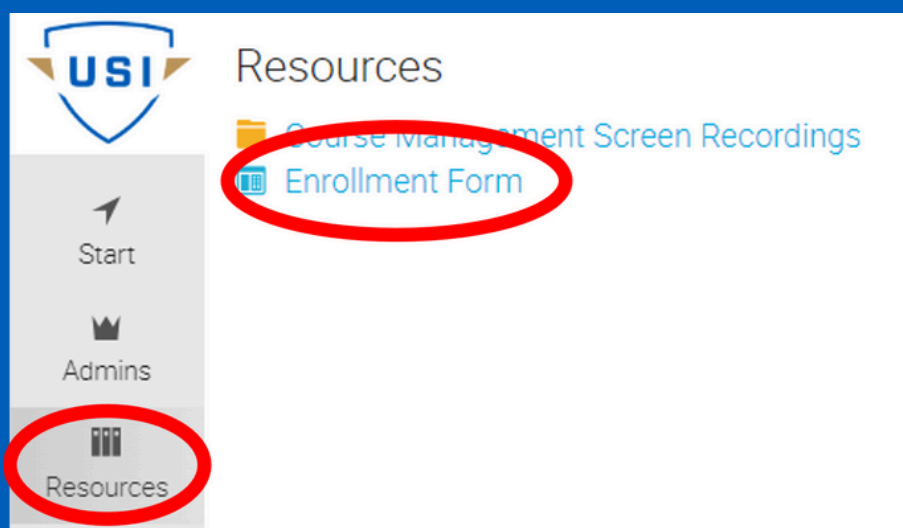 USI
Resources
Course Management Screen Recordings
Enrollment Form
Start
Admins
Resources